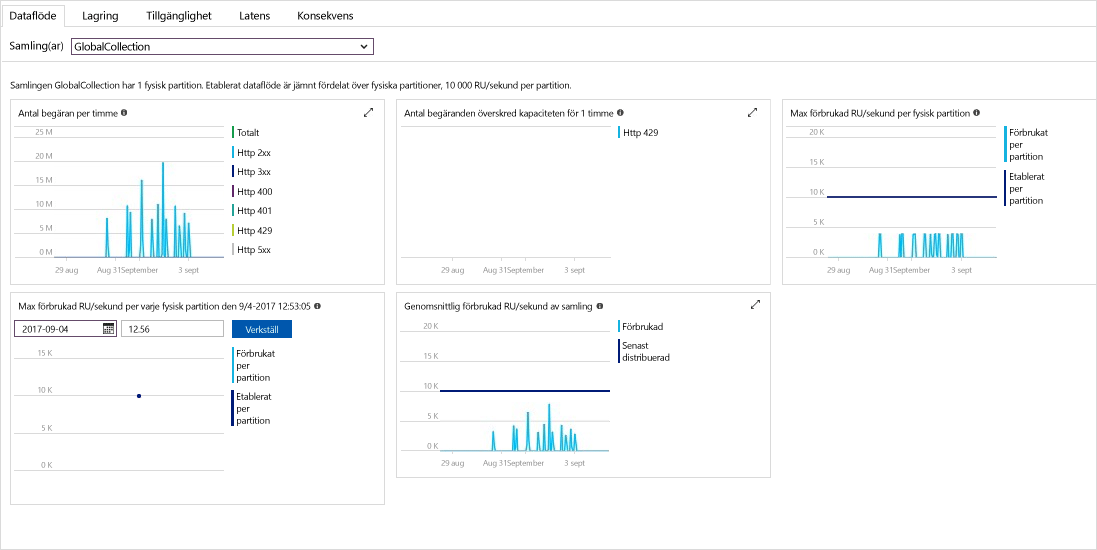 Dataflöde Lagring Tillgänglighet Latens Konsekvens
Samling(ar) GlobalCollection
Samlingen GlobalCollection har 1 fysisk partition. Etablerat dataflöde är jämnt fördelat över fysiska partitioner, 10 000 RU/sekund per partition.
Antal begäran per timme
25 M
20 M
15 M
10 M
5 M
0 M
29 aug Aug 31September 3 sept
Totalt
Http 2xx
Http 3xx
Http 400
Http 401
Http 429
Http 5xx
Antal begäranden överskred kapaciteten för 1 timme
Http 429
29 aug Aug 31September 3 sept
Max förbrukad RU/sekund per fysisk partition
20 K
15 K
10 K
5 K
0 K
29 aug Aug 31September 3 sept
Förbrukat
per
partition
Etablerat
per
partition
Max förbrukad RU/sekund per varje fysisk partition den 9/4-2017 12:53:05
2017-09-04 12.56 Verkställ
15 K
10 K
5 K
0 K
Förbrukat
per
partition
Etablerat
per
partition
Genomsnittlig förbrukad RU/sekund av samling
20 K
15 K
10 K
5 K
0 K
29 aug Aug 31September 3 sept
Förbrukad
Senast
distribuerad